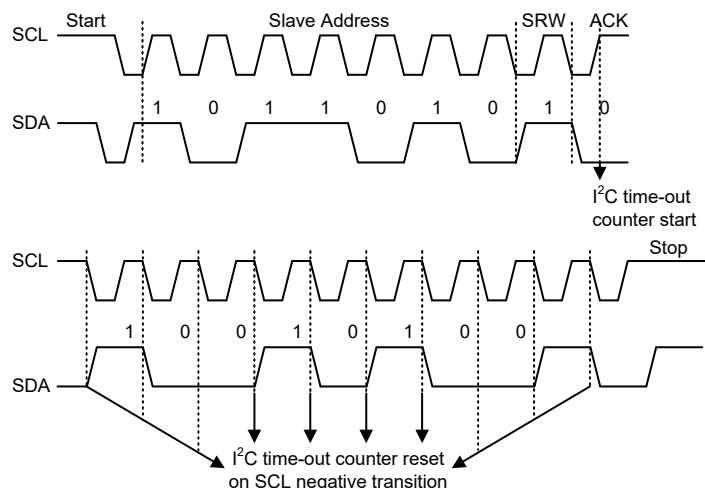 Start Slave Address SRW ACK
SCL
1 0 1 1 0 1 0 1 0
SDA
I²C time-out
counter start
Stop
SCL
1 0 0 1 0 1 0 0
SDA
I²C time-out counter reset
on SCL negative transition